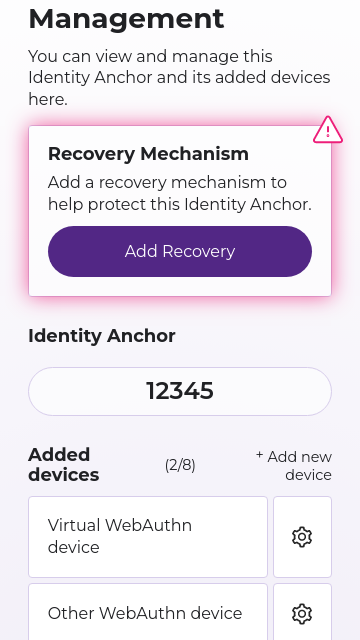 Management
You can view and manage this
Identity Anchor and its added devices
here.
Recovery Mechanism
Add a recovery mechanism to
help protect this Identity Anchor.
Add Recovery
Identity Anchor
12345
Added
devices
(2/8)
+ Add new
device
Virtual WebAuthn
device
Other WebAuthn device